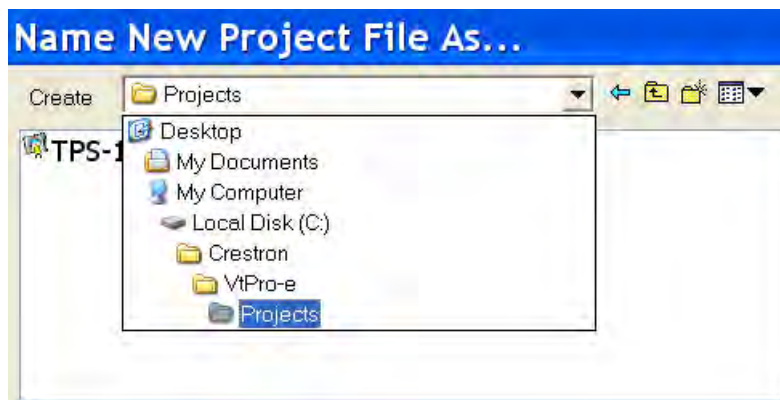 Name New Project File As...
Create Projects
Desktop
TPS-1
My Documents
My Computer
Local Disk (C:)
Crestron
VtPro-e
Projects